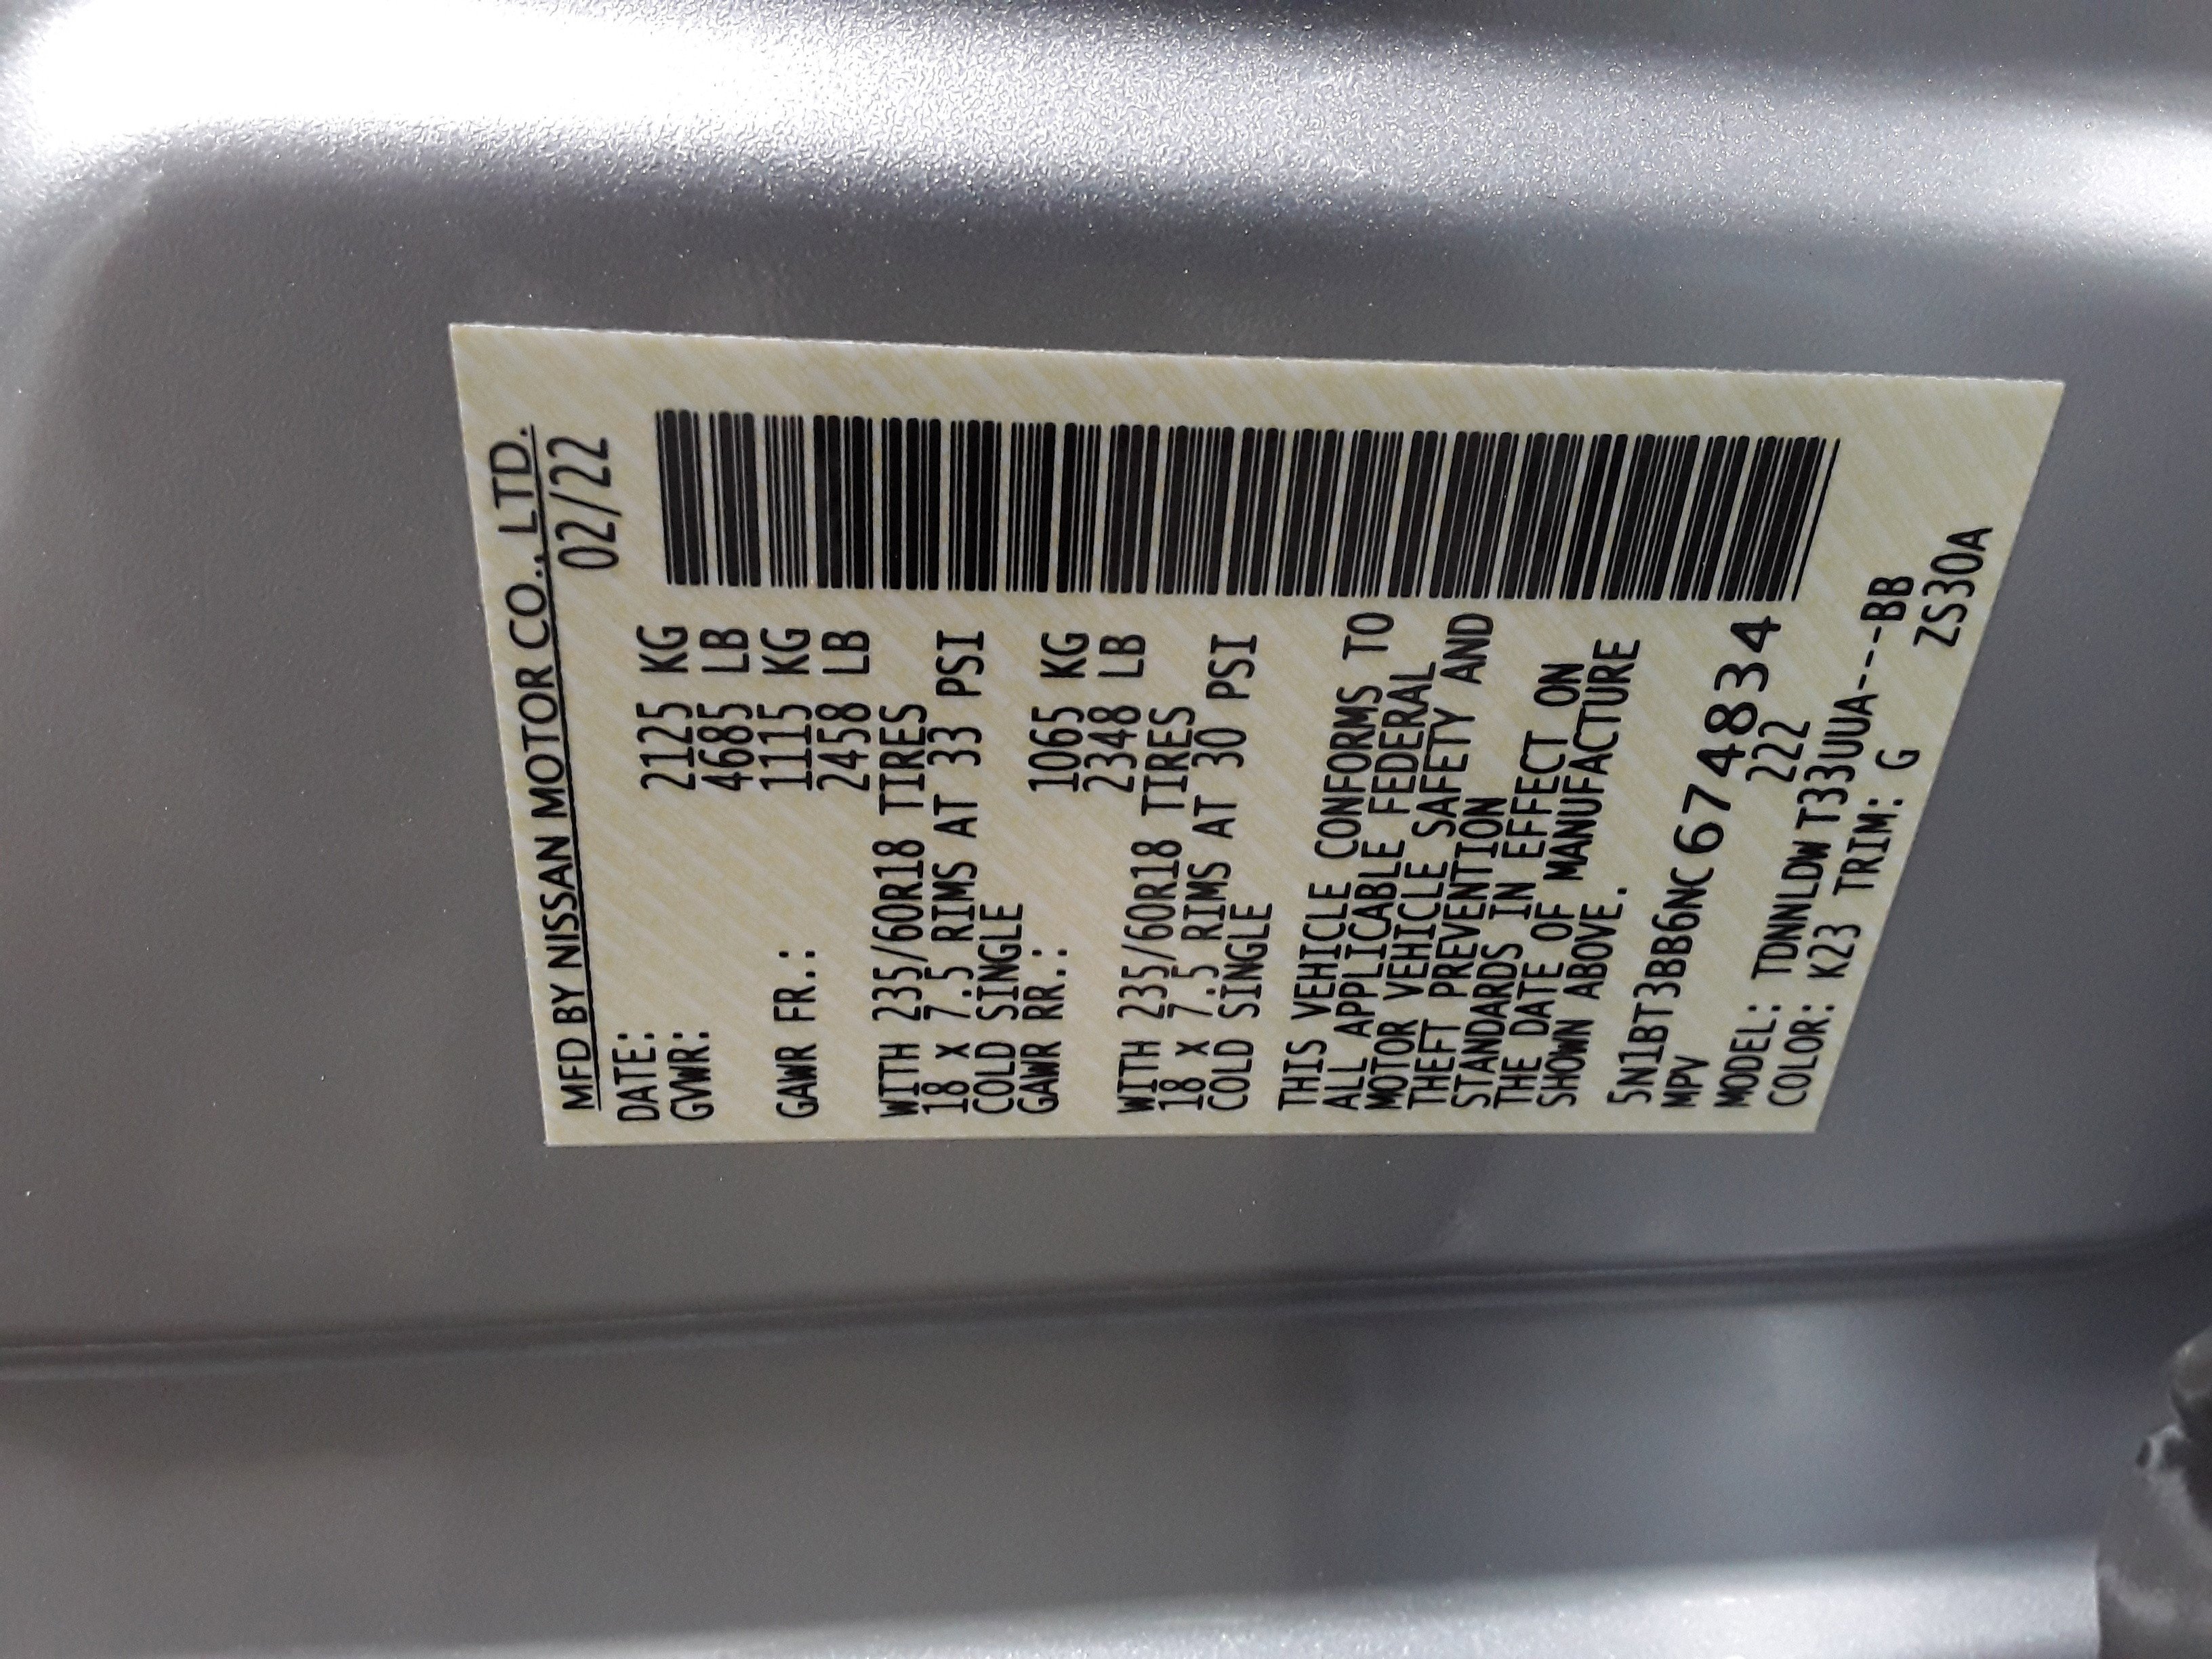 MFD BY NISSAN MOTOR CO., LTD.
DATE: 02/22
GVWR: 2125 KG
4685 LB
GAWR FR.: 1115 KG
2458 LB
WITH 235/60R18 TIRES
18 X 7.5 RIMS AT 33 PSI
COLD SINGLE
GAWR RR.: 1065 KG
2348 LB
WITH 235/60R18 TIRES
18 X 7.5 RIMS AT 30 PSI
COLD SINGLE
THIS VEHICLE CONFORMS TO
ALL APPLICABLE FEDERAL
MOTOR VEHICLE SAFETY AND
THEFT PREVENTION
STANDARDS IN EFFECT ON
THE DATE OF MANUFACTURE
SHOWN ABOVE.
5N1BT3BB6NC674834
MPV 222
MODEL: TDNNLDW T33UUA---BB
COLOR: K23 TRIM: G ZS30A